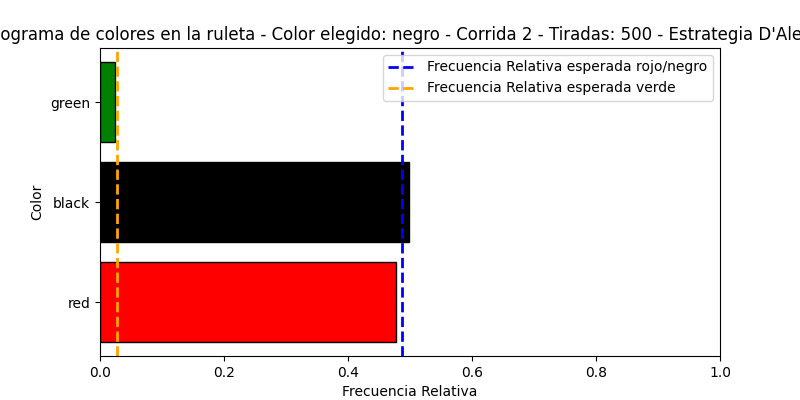 ograma de colores en la ruleta - Color elegido: negro - Corrida 2 - Tiradas: 500 - Estrategia D'Ale
Frecuencia Relativa esperada rojo/negro
Frecuencia Relativa esperada verde
green
black
red
Color
0.0 0.2 0.4 0.6 0.8 1.0
Frecuencia Relativa